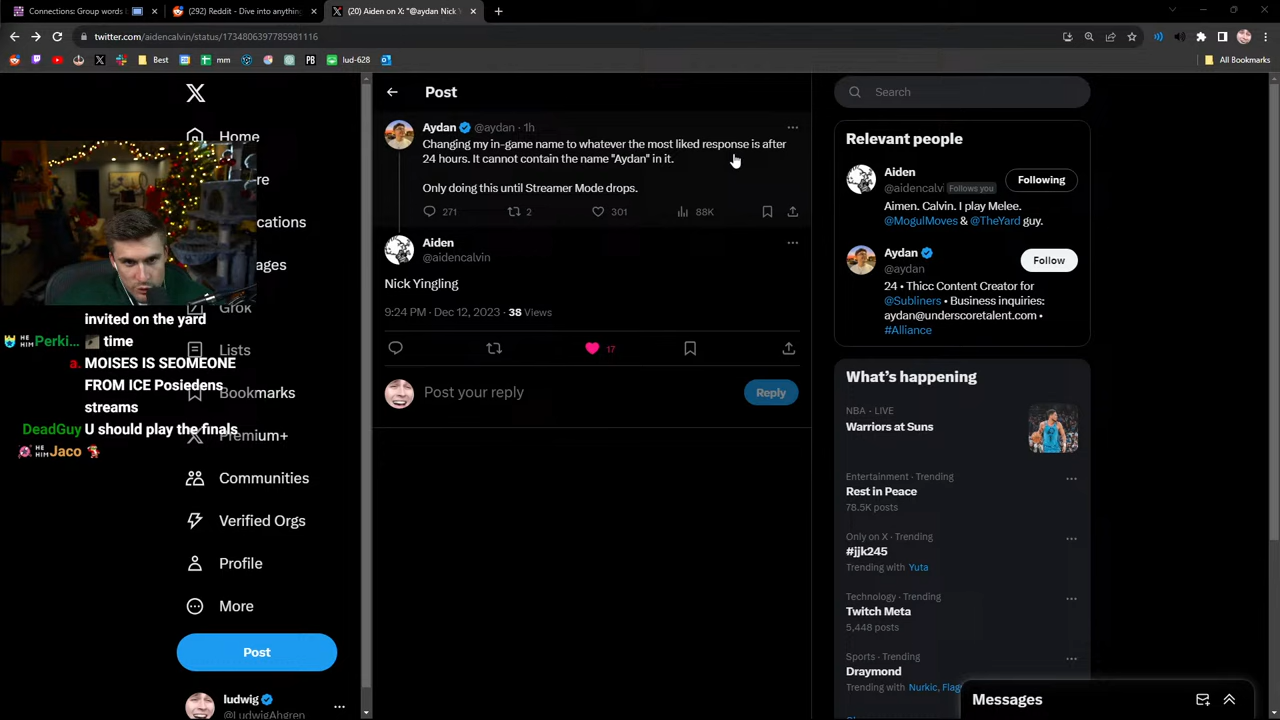 Connections: Group words
(292) Reddit - Dive into anythin
(20) Aiden on X: "@aydan Nick
twitter.com/aidencalvin/status/1734806397785981116
Best
mm
lud-628
All Bookmarks
Post
Search
Home
Aydan @aydan · 1h
Changing my in-game name to whatever the most liked response is after
24 hours. It cannot contain the name "Aydan" in it.
Only doing this until Streamer Mode drops.
271
2
301
88K
Aiden
@aidencalvin
Nick Yingling
9:24 PM · Dec 12, 2023 · 38 Views
17
Post your reply
Reply
Relevant people
Aiden
@aidencalvi Follows you
Following
Aimen. Calvin. I play Melee.
@MogulMoves & @TheYard guy.
Aydan
@aydan
Follow
24 • Thicc Content Creator for
@Subliners • Business inquiries:
aydan@underscoretalent.com •
#Alliance
What's happening
NBA · LIVE
Warriors at Suns
Entertainment · Trending
Rest in Peace
78.5K posts
Only on X · Trending
#jjk245
Trending with Yuta
Technology · Trending
Twitch Meta
5,448 posts
Sports · Trending
Draymond
Trending with Nurkic, Flag
Messages
re
cations
ages
Grok
Lists
Bookmarks
Premium+
Communities
Verified Orgs
Profile
More
Post
ludwig
@LudwigAhgren
invited on the yard
HE HIM Perki... time
a. MOISES IS SEOMEONE
FROM ICE Posiedens
streams
DeadGuy U should play the finals
HE HIM Jaco